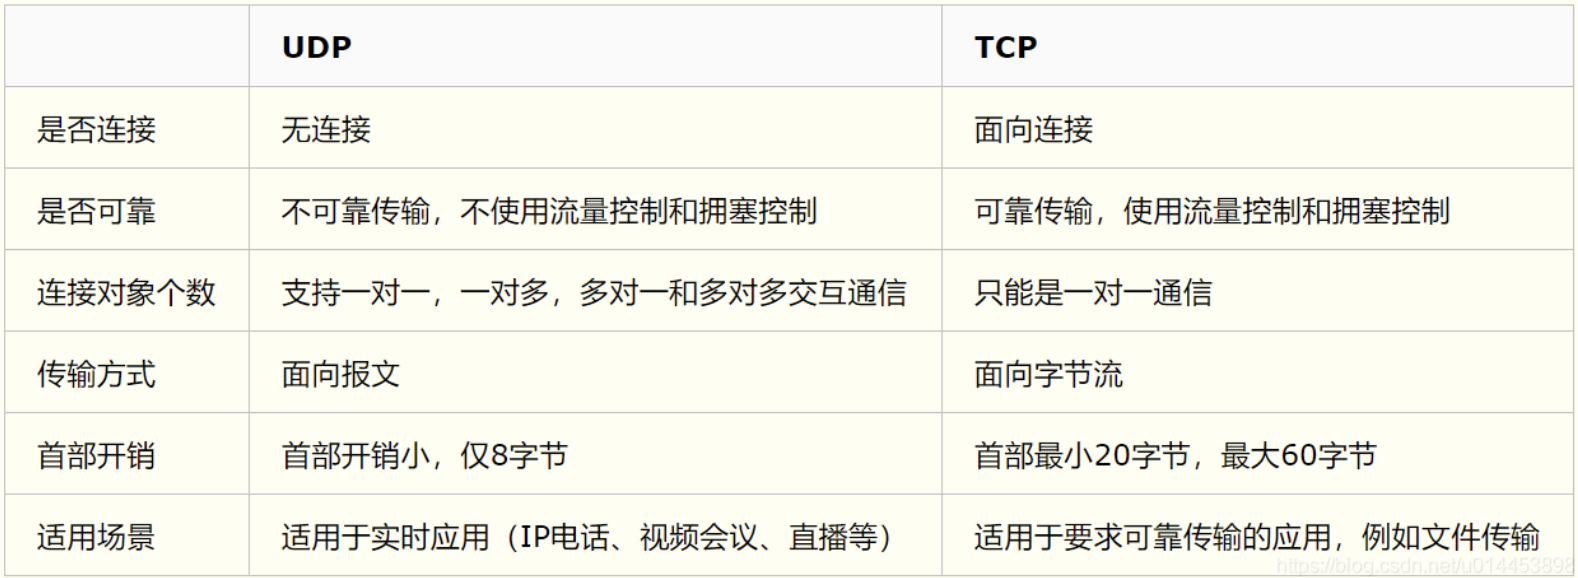 UDP TCP
是否连接 无连接 面向连接
是否可靠 不可靠传输，不使用流量控制和拥塞控制 可靠传输，使用流量控制和拥塞控制
连接对象个数 支持一对一，一对多，多对一和多对多交互通信 只能是一对一通信
传输方式 面向报文 面向字节流
首部开销 首部开销小，仅8字节 首部最小20字节，最大60字节
适用场景 适用于实时应用（IP电话、视频会议、直播等） 适用于要求可靠传输的应用，例如文件传输
https://blog.csdn.net/u014453898